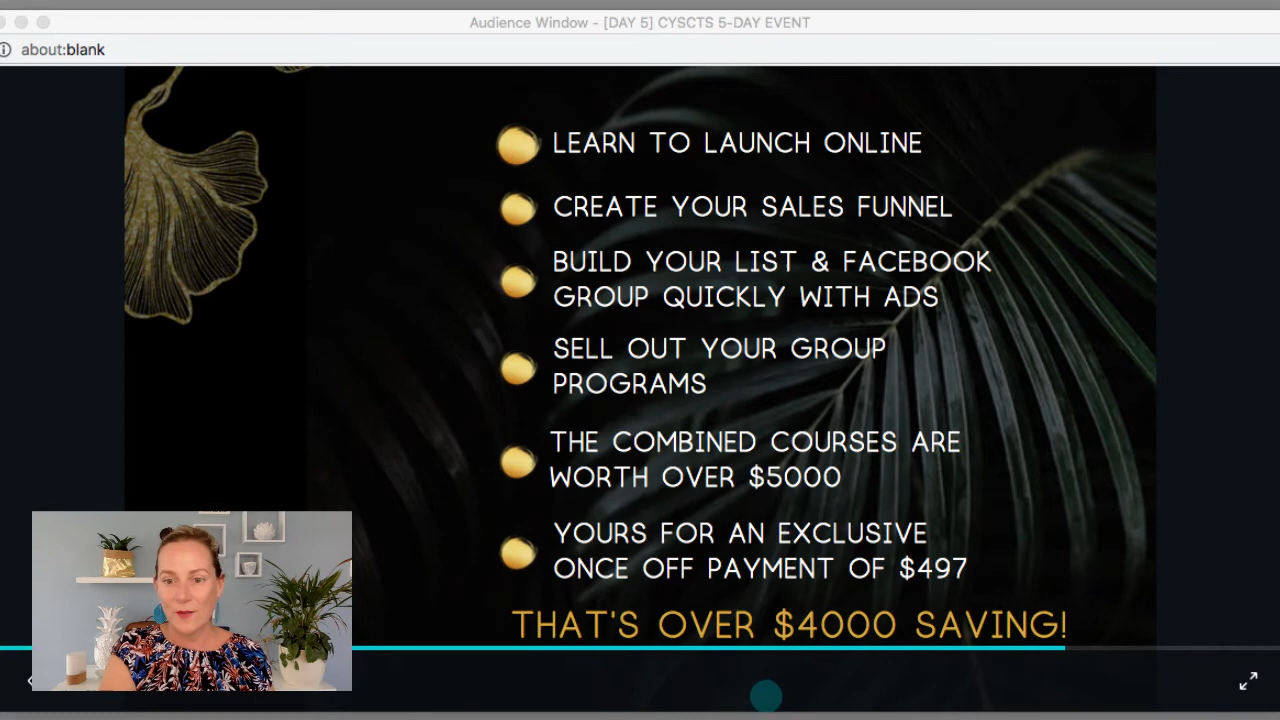 Audience Window - [DAY 5] CYSCTS 5-DAY EVENT
about:blank
LEARN TO LAUNCH ONLINE
CREATE YOUR SALES FUNNEL
BUILD YOUR LIST & FACEBOOK
GROUP QUICKLY WITH ADS
SELL OUT YOUR GROUP
PROGRAMS
THE COMBINED COURSES ARE
WORTH OVER $5000
YOURS FOR AN EXCLUSIVE
ONCE OFF PAYMENT OF $497
THAT'S OVER $4000 SAVING!